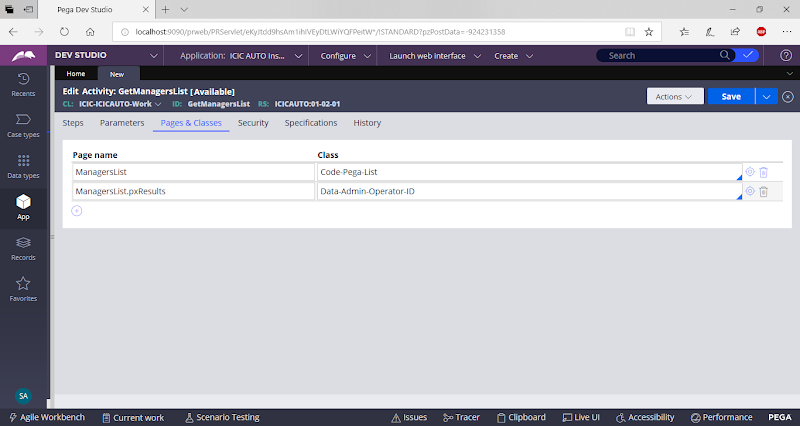 Pega Dev Studio
localhost:9090/prweb/PRServlet/eKyJtdd9hsAm1ihIVEyDtLWiYQFPeitW*/!STANDARD?pzPostData=-924231358
DEV STUDIO
Application: ICIC AUTO Ins...
Configure
Launch web interface
Create
Search
Recents
Case types
Data types
App
Records
Favorites
SA
Home
New
Edit Activity: GetManagersList [Available]
CL: ICIC-ICICAUTO-Work ID: GetManagersList RS: ICICAUTO:01-02-01
Actions
Save
Steps Parameters Pages & Classes Security Specifications History
Page name Class
ManagersList Code-Pega-List
ManagersList.pxResults Data-Admin-Operator-ID
Agile Workbench Current work Scenario Testing Issues Tracer Clipboard Live UI Accessibility Performance PEGA